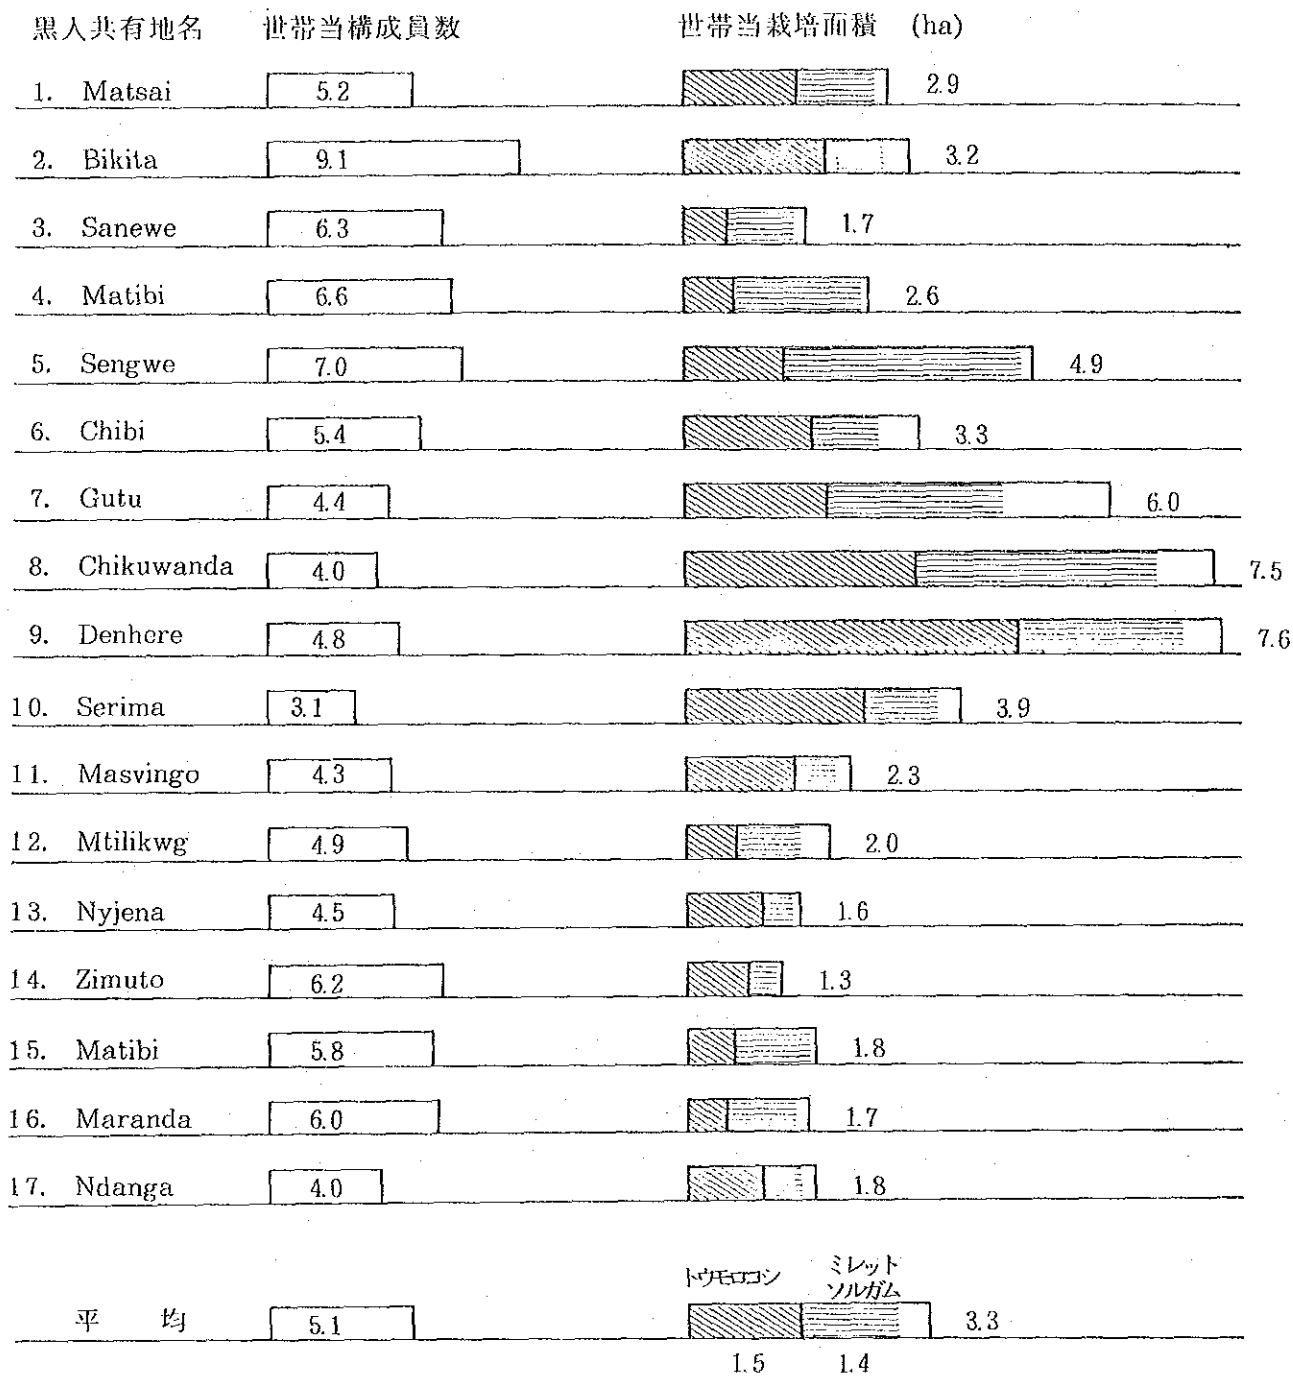 黒人共有地名 世帯当構成員数 世帯当栽培面積 (ha)
1. Matsai 5.2 2.9
2. Bikita 9.1 3.2
3. Sanewe 6.3 1.7
4. Matibi 6.6 2.6
5. Sengwe 7.0 4.9
6. Chibi 5.4 3.3
7. Gutu 4.4 6.0
8. Chikuwanda 4.0 7.5
9. Denhere 4.8 7.6
10. Serima 3.1 3.9
11. Masvingo 4.3 2.3
12. Mtilikwg 4.9 2.0
13. Nyjena 4.5 1.6
14. Zimuto 6.2 1.3
15. Matibi 5.8 1.8
16. Maranda 6.0 1.7
17. Ndanga 4.0 1.8
トウモロコシ ミレット
ソルガム
平均 5.1 3.3
1.5 1.4